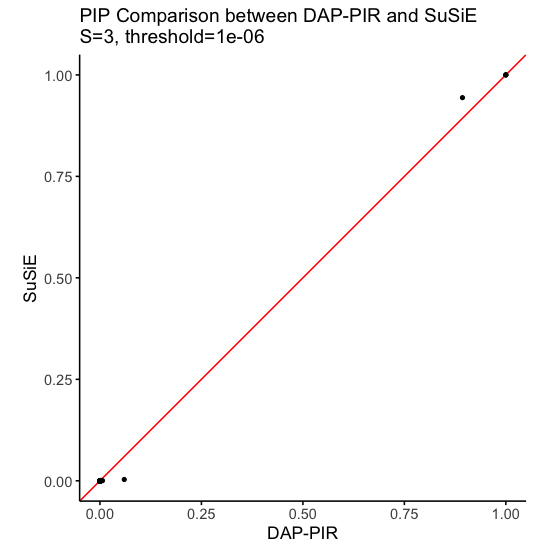 PIP Comparison between DAP-PIR and SuSiE
S=3, threshold=1e-06
1.00
0.75
SuSiE
0.50
0.25
0.00
0.00 0.25 0.50 0.75 1.00
DAP-PIR